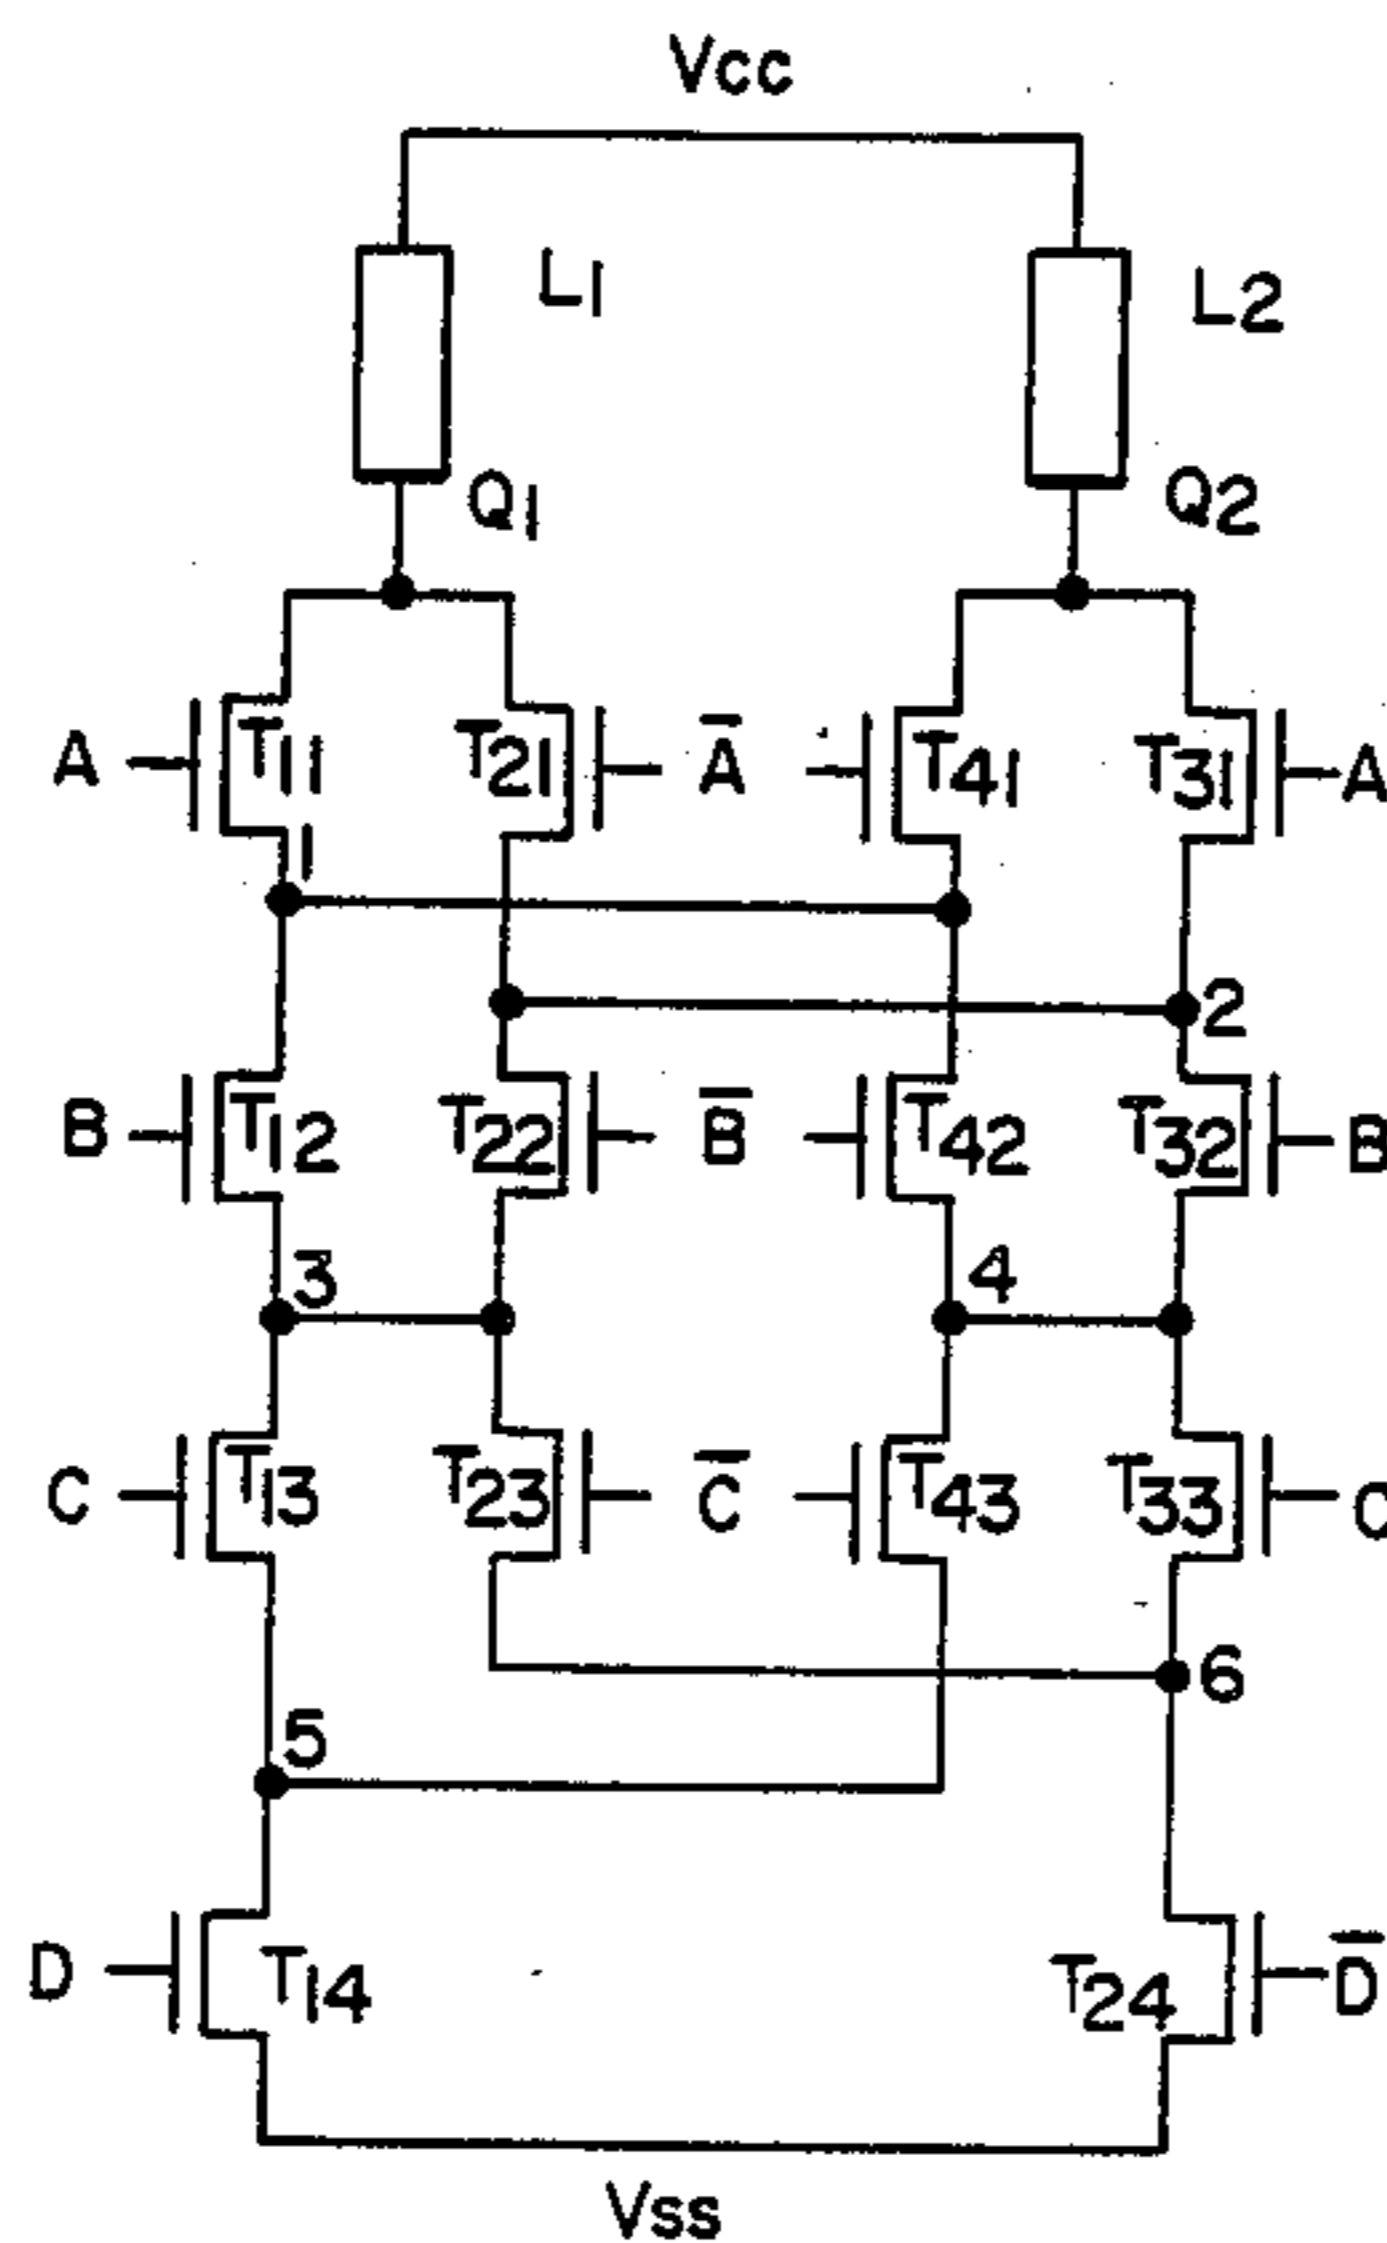 Vcc
L1 L2
Q1 Q2
A T11 T21 A̅ T41 T31 A
1
2
B T12 T22 B̅ T42 T32 B
3 4
C T13 T23 C̅ T43 T33 C
6
5
D T14 T24 D̅
Vss